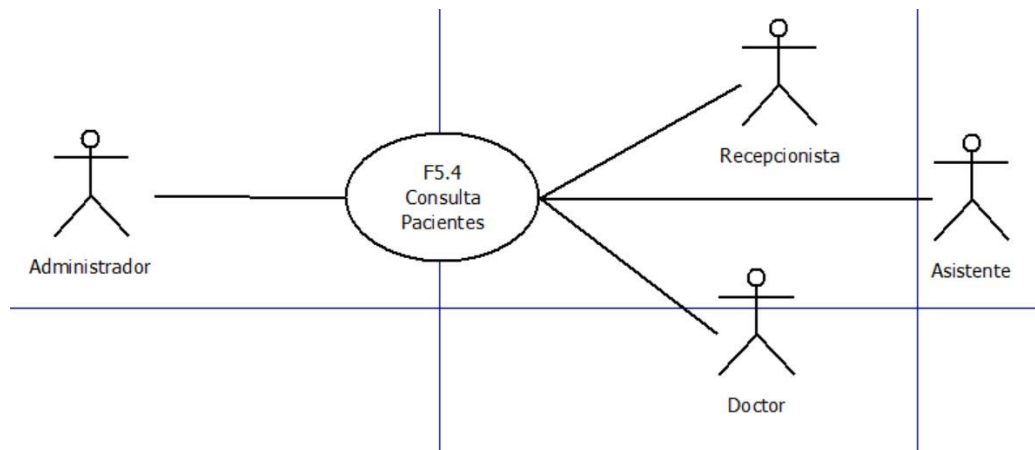 Recepcionista
F5.4
Consulta
Pacientes
Administrador
Asistente
Doctor